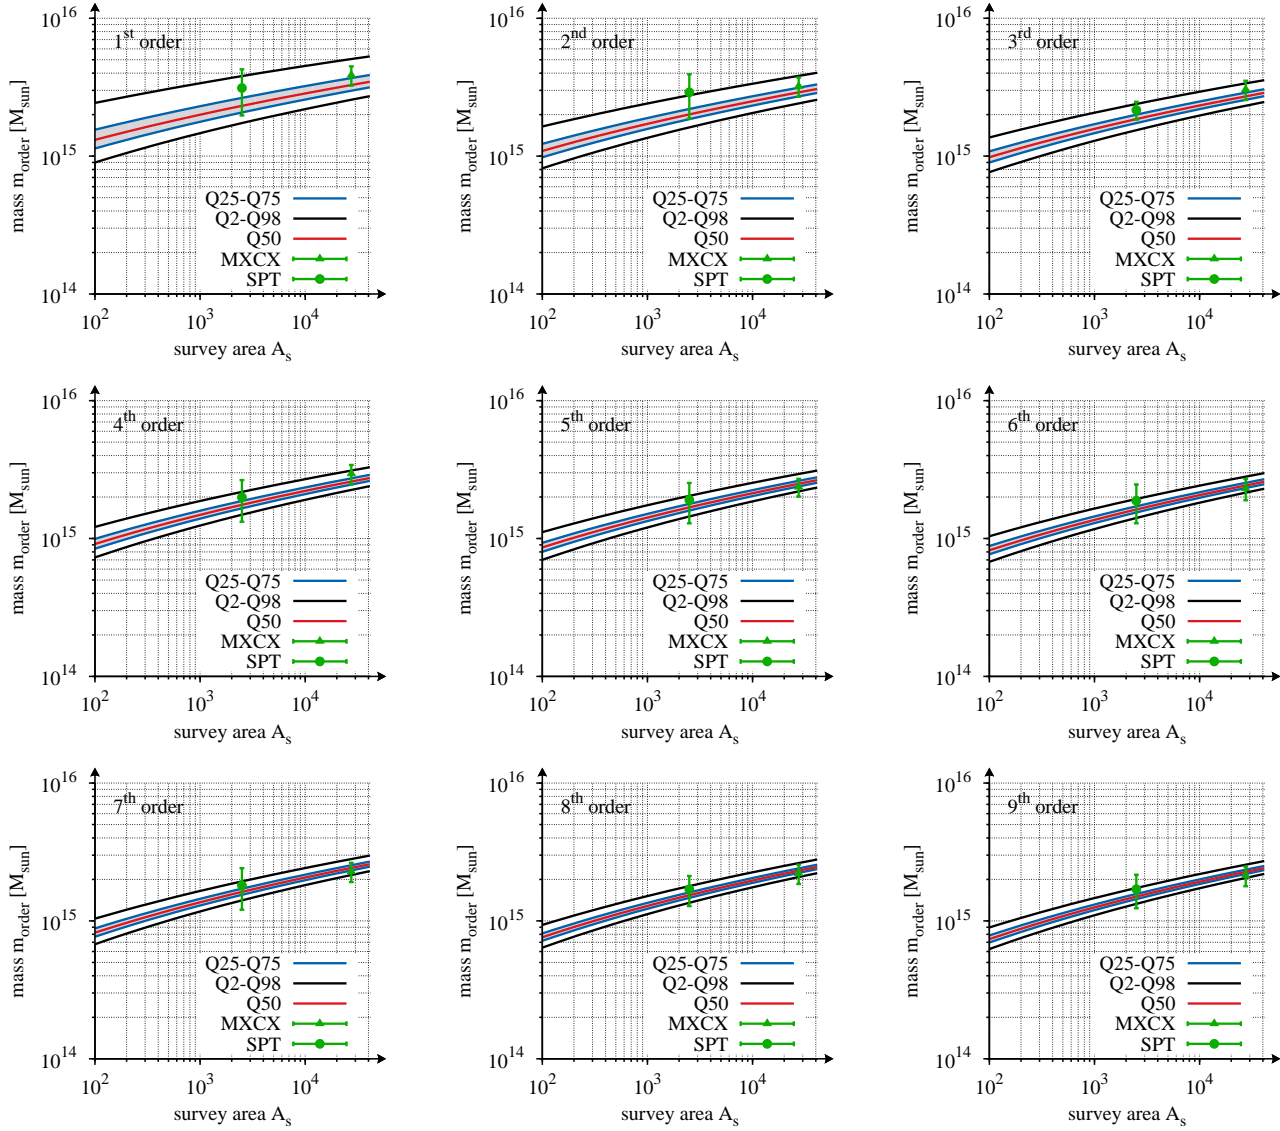 1st order
mass m_order [M_sun]
10^16
10^15
10^14
Q25-Q75
Q2-Q98
Q50
MXCX
SPT
10^2 10^3 10^4
survey area A_s
2nd order
mass m_order [M_sun]
10^16
10^15
10^14
Q25-Q75
Q2-Q98
Q50
MXCX
SPT
10^2 10^3 10^4
survey area A_s
3rd order
mass m_order [M_sun]
10^16
10^15
10^14
Q25-Q75
Q2-Q98
Q50
MXCX
SPT
10^2 10^3 10^4
survey area A_s
4th order
mass m_order [M_sun]
10^16
10^15
10^14
Q25-Q75
Q2-Q98
Q50
MXCX
SPT
10^2 10^3 10^4
survey area A_s
5th order
mass m_order [M_sun]
10^16
10^15
10^14
Q25-Q75
Q2-Q98
Q50
MXCX
SPT
10^2 10^3 10^4
survey area A_s
6th order
mass m_order [M_sun]
10^16
10^15
10^14
Q25-Q75
Q2-Q98
Q50
MXCX
SPT
10^2 10^3 10^4
survey area A_s
7th order
mass m_order [M_sun]
10^16
10^15
10^14
Q25-Q75
Q2-Q98
Q50
MXCX
SPT
10^2 10^3 10^4
survey area A_s
8th order
mass m_order [M_sun]
10^16
10^15
10^14
Q25-Q75
Q2-Q98
Q50
MXCX
SPT
10^2 10^3 10^4
survey area A_s
9th order
mass m_order [M_sun]
10^16
10^15
10^14
Q25-Q75
Q2-Q98
Q50
MXCX
SPT
10^2 10^3 10^4
survey area A_s